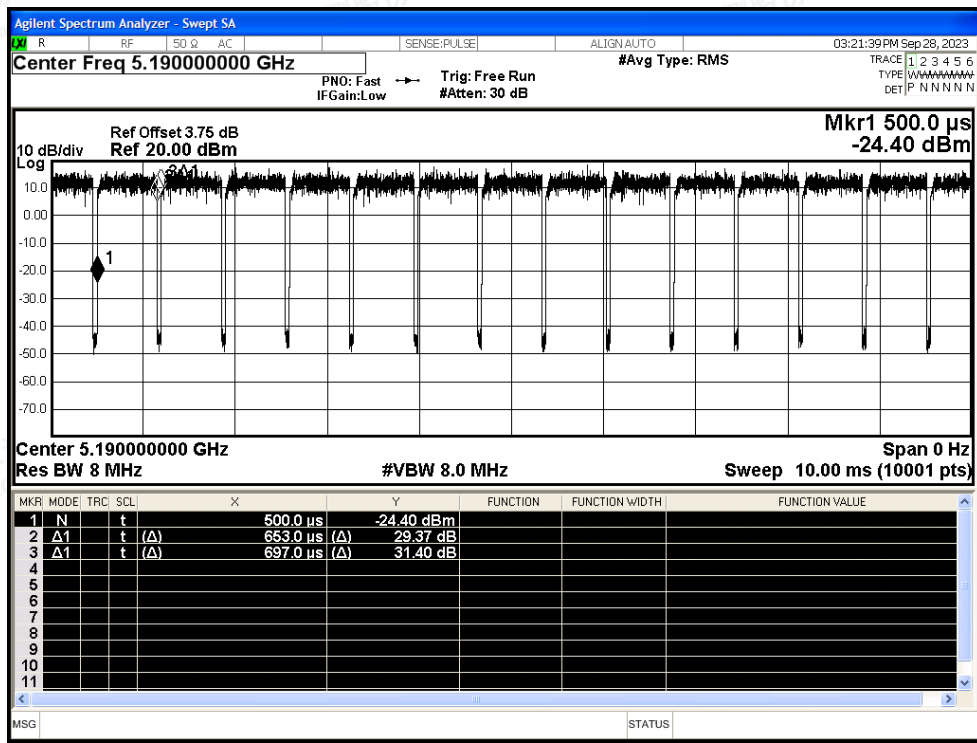 Agilent Spectrum Analyzer - Swept SA
LXI R RF 50 Ω AC SENSE:PULSE ALIGN AUTO 03:21:39 PM Sep 28, 2023
Center Freq 5.190000000 GHz #Avg Type: RMS TRACE 1 2 3 4 5 6
PNO: Fast Trig: Free Run TYPE
IFGain:Low #Atten: 30 dB DET P N N N N N
Mkr1 500.0 µs
-24.40 dBm
Ref Offset 3.75 dB
10 dB/div Ref 20.00 dBm
Log
10.0
0.00
-10.0
-20.0
-30.0
-40.0
-50.0
-60.0
-70.0
1
Center 5.190000000 GHz Span 0 Hz
Res BW 8 MHz #VBW 8.0 MHz Sweep 10.00 ms (10001 pts)
MKR MODE TRC SCL X Y FUNCTION FUNCTION WIDTH FUNCTION VALUE
1 N t 500.0 µs -24.40 dBm
2 Δ1 t (Δ) 653.0 µs (Δ) 29.37 dB
3 Δ1 t (Δ) 697.0 µs (Δ) 31.40 dB
4
5
6
7
8
9
10
11
MSG STATUS